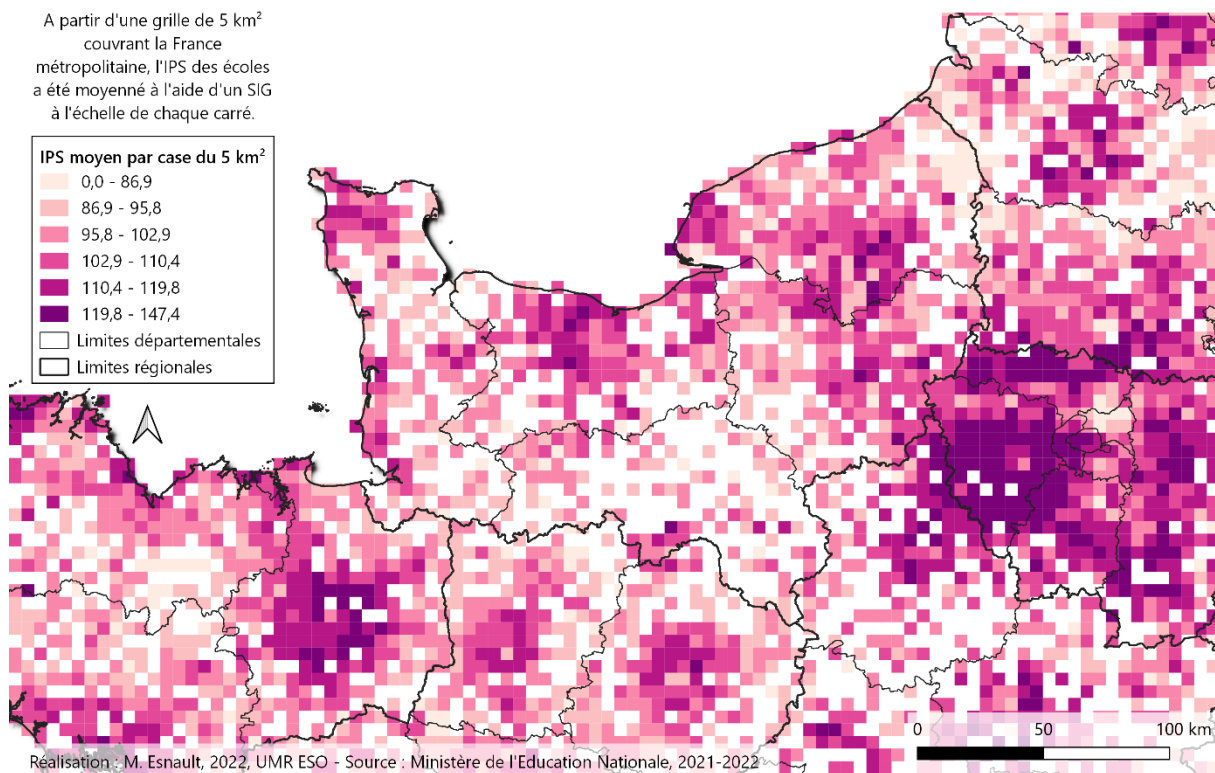 A partir d'une grille de 5 km²
couvrant la France
métropolitaine, l'IPS des écoles
a été moyenné à l'aide d'un SIG
à l'échelle de chaque carré.
IPS moyen par case du 5 km²
0,0 - 86,9
86,9 - 95,8
95,8 - 102,9
102,9 - 110,4
110,4 - 119,8
119,8 - 147,4
Limites départementales
Limites régionales
0 50 100 km
Réalisation : M. Esnault, 2022, UMR ESO - Source : Ministère de l'Education Nationale, 2021-2022